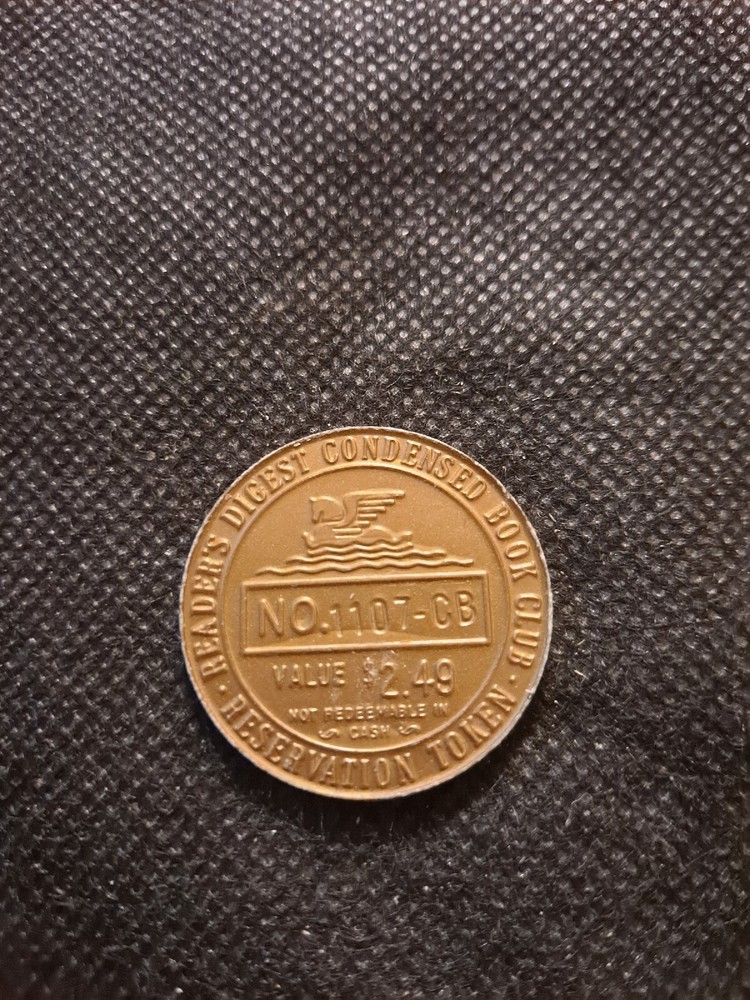 READER'S DIGEST CONDENSED BOOK CLUB
NO.1107-CB
VALUE $2.49
NOT REDEEMABLE IN
CASH
· RESERVATION TOKEN ·